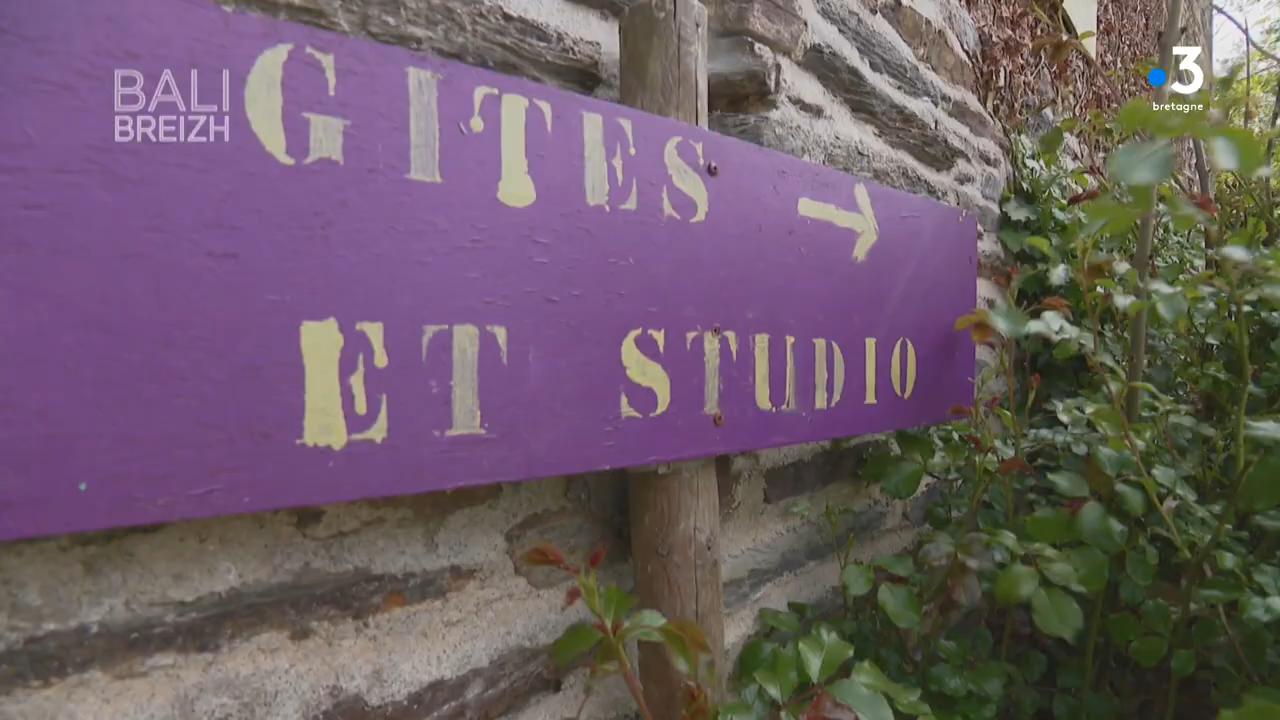 BALI
BREIZH
GITES →
ET STUDIO
3
bretagne